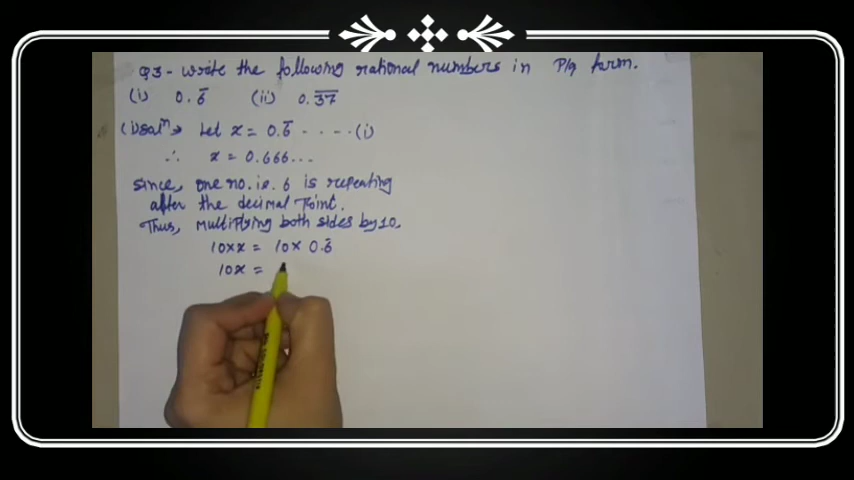 Q3- Write the following rational numbers in P/q form.
(i) 0.6̅ (ii) 0.3̅7̅
(i) Solⁿ→ Let x = 0.6̅ ----(i)
∴ x = 0.666...
Since, one no. i.e. 6 is repeating
after the decimal Point.
Thus, Multiplying both sides by 10,
10×x = 10× 0.6̅
10x =